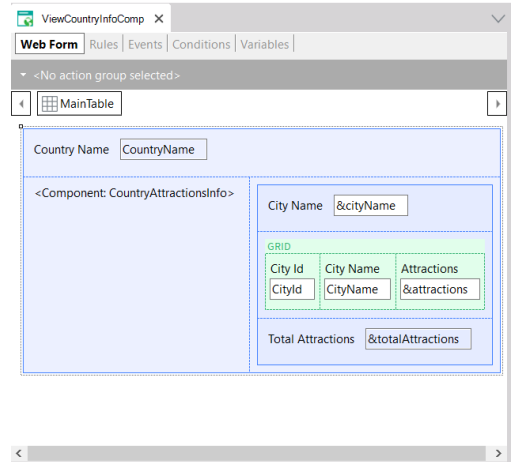 ViewCountryInfoComp
Web Form Rules Events Conditions Variables
<No action group selected>
MainTable
Country Name CountryName
<Component: CountryAttractionsInfo>
City Name &cityName
GRID
City Id City Name Attractions
CityId CityName &attractions
Total Attractions &totalAttractions